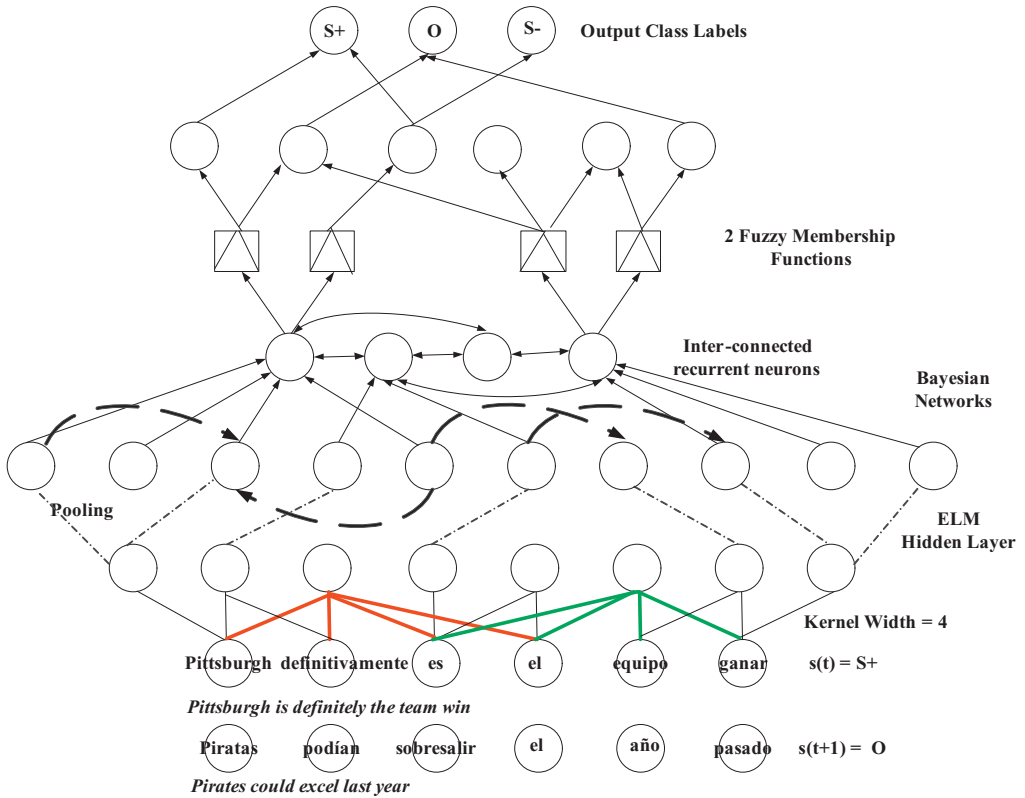 S+ O S- Output Class Labels
2 Fuzzy Membership
Functions
Inter-connected
recurrent neurons
Bayesian
Networks
Pooling
ELM
Hidden Layer
Kernel Width = 4
Pittsburgh definitivamente es el equipo ganar s(t) = S+
Pittsburgh is definitely the team win
Piratas podían sobresalir el año pasado s(t+1) = O
Pirates could excel last year